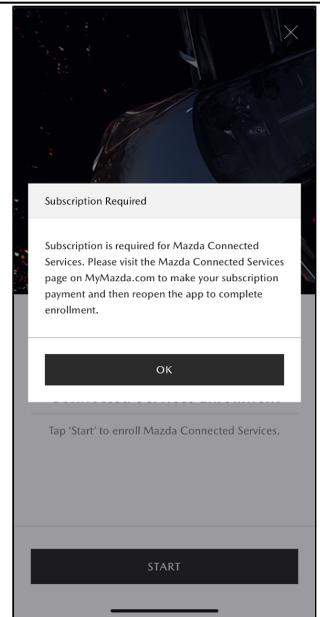 Subscription Required
Subscription is required for Mazda Connected
Services. Please visit the Mazda Connected Services
page on MyMazda.com to make your subscription
payment and then reopen the app to complete
enrollment.
OK
Tap ‘Start’ to enroll Mazda Connected Services.
START